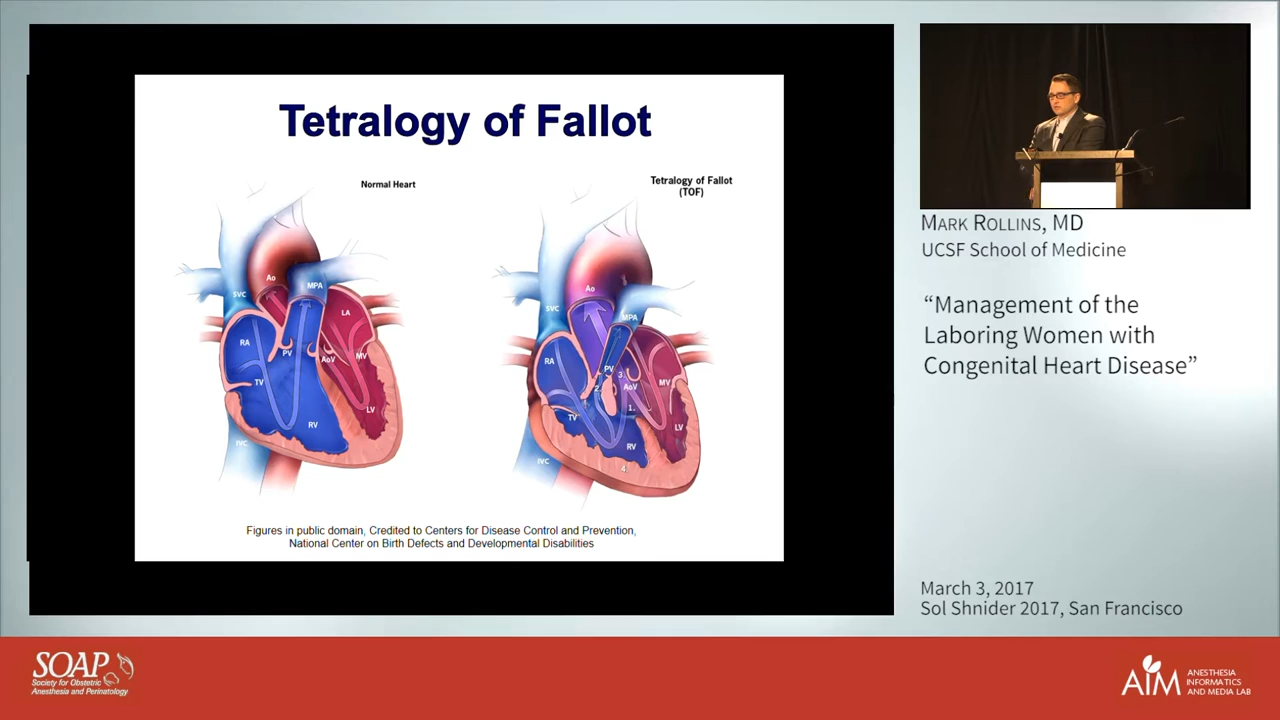 Tetralogy of Fallot
Normal Heart
Ao
MPA
SVC
LA
RA
PV
AoV
MV
TV
LV
RV
IVC
Tetralogy of Fallot
(TOF)
Ao
SVC
MPA
RA
PV
3.
2.
AoV
MV
1.
TV
LV
RV
IVC
4.
Figures in public domain, Credited to Centers for Disease Control and Prevention,
National Center on Birth Defects and Developmental Disabilities
MARK ROLLINS, MD
UCSF School of Medicine
“Management of the
Laboring Women with
Congenital Heart Disease”
March 3, 2017
Sol Shnider 2017, San Francisco
SOAP
Society for Obstetric
Anesthesia and Perinatology
AIM
ANESTHESIA
INFORMATICS
AND MEDIA LAB